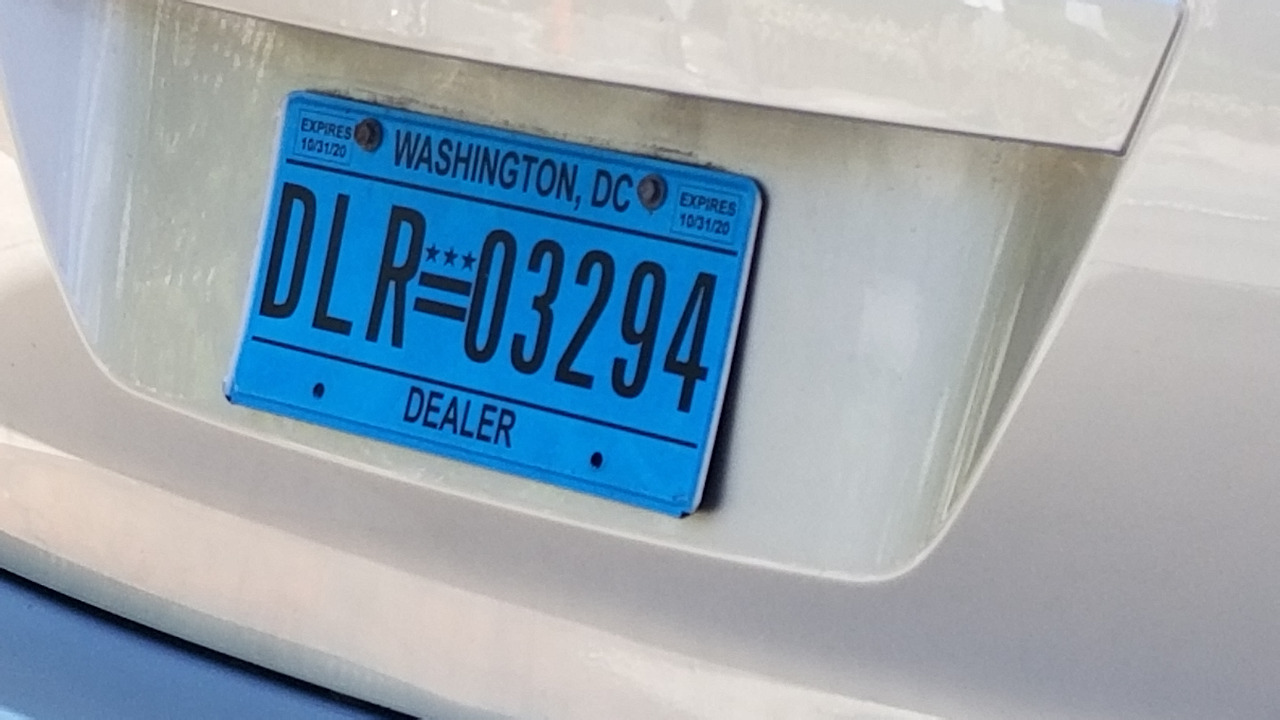 EXPIRES
10/31/20
WASHINGTON, DC
EXPIRES
10/31/20
DLR 03294
DEALER